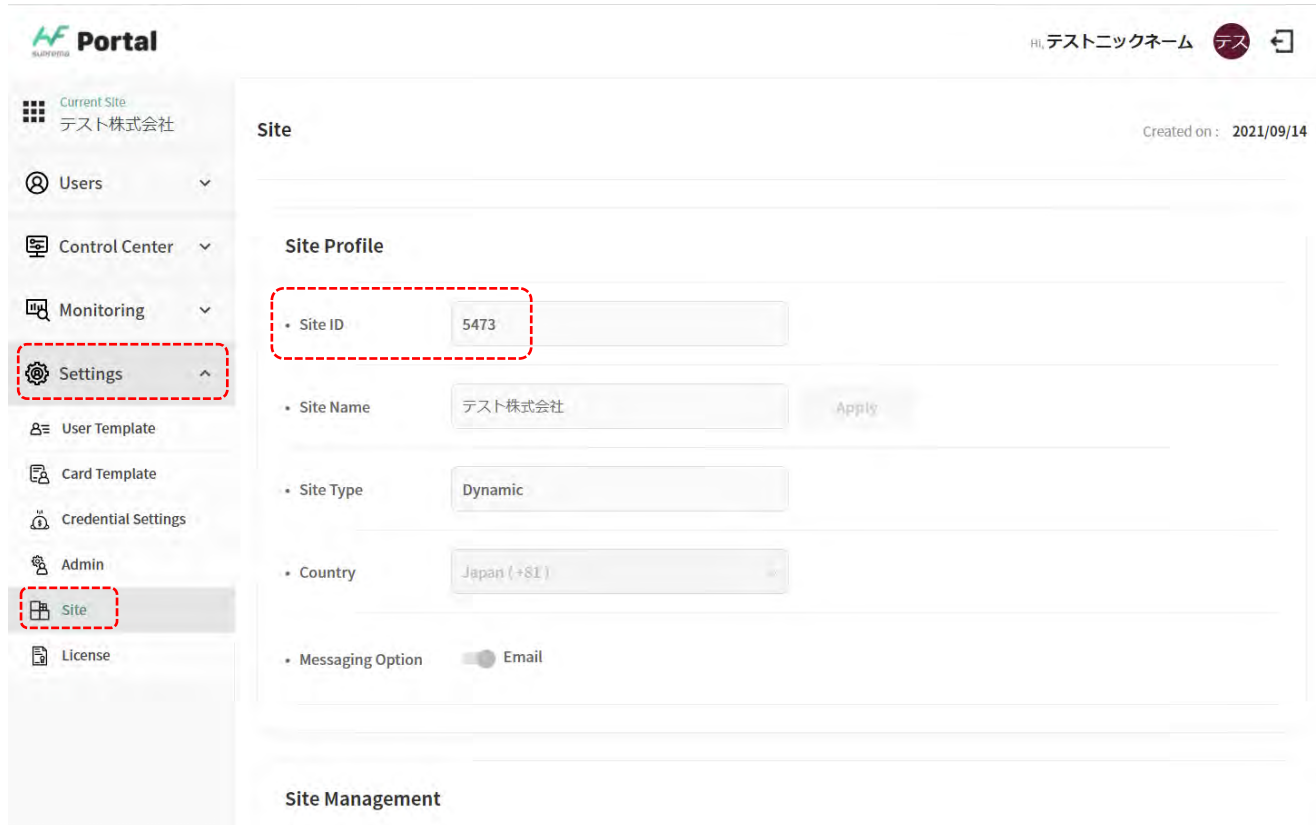 suprema Portal
Hi, テストニックネーム テス
Current Site
テスト株式会社
Users
Control Center
Monitoring
Settings
User Template
Card Template
Credential Settings
Admin
Site
License
Site
Created on : 2021/09/14
Site Profile
• Site ID 5473
• Site Name テスト株式会社 Apply
• Site Type Dynamic
• Country Japan ( +81 )
• Messaging Option Email
Site Management